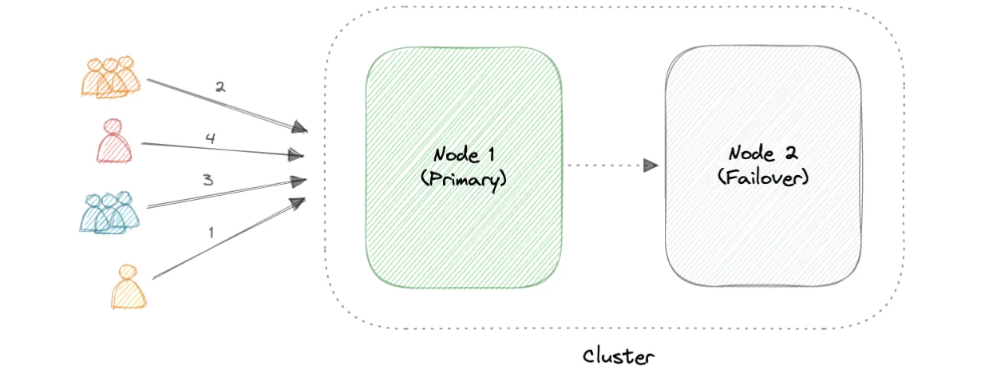 2
4
3
1
Node 1
(Primary)
Node 2
(Failover)
Cluster